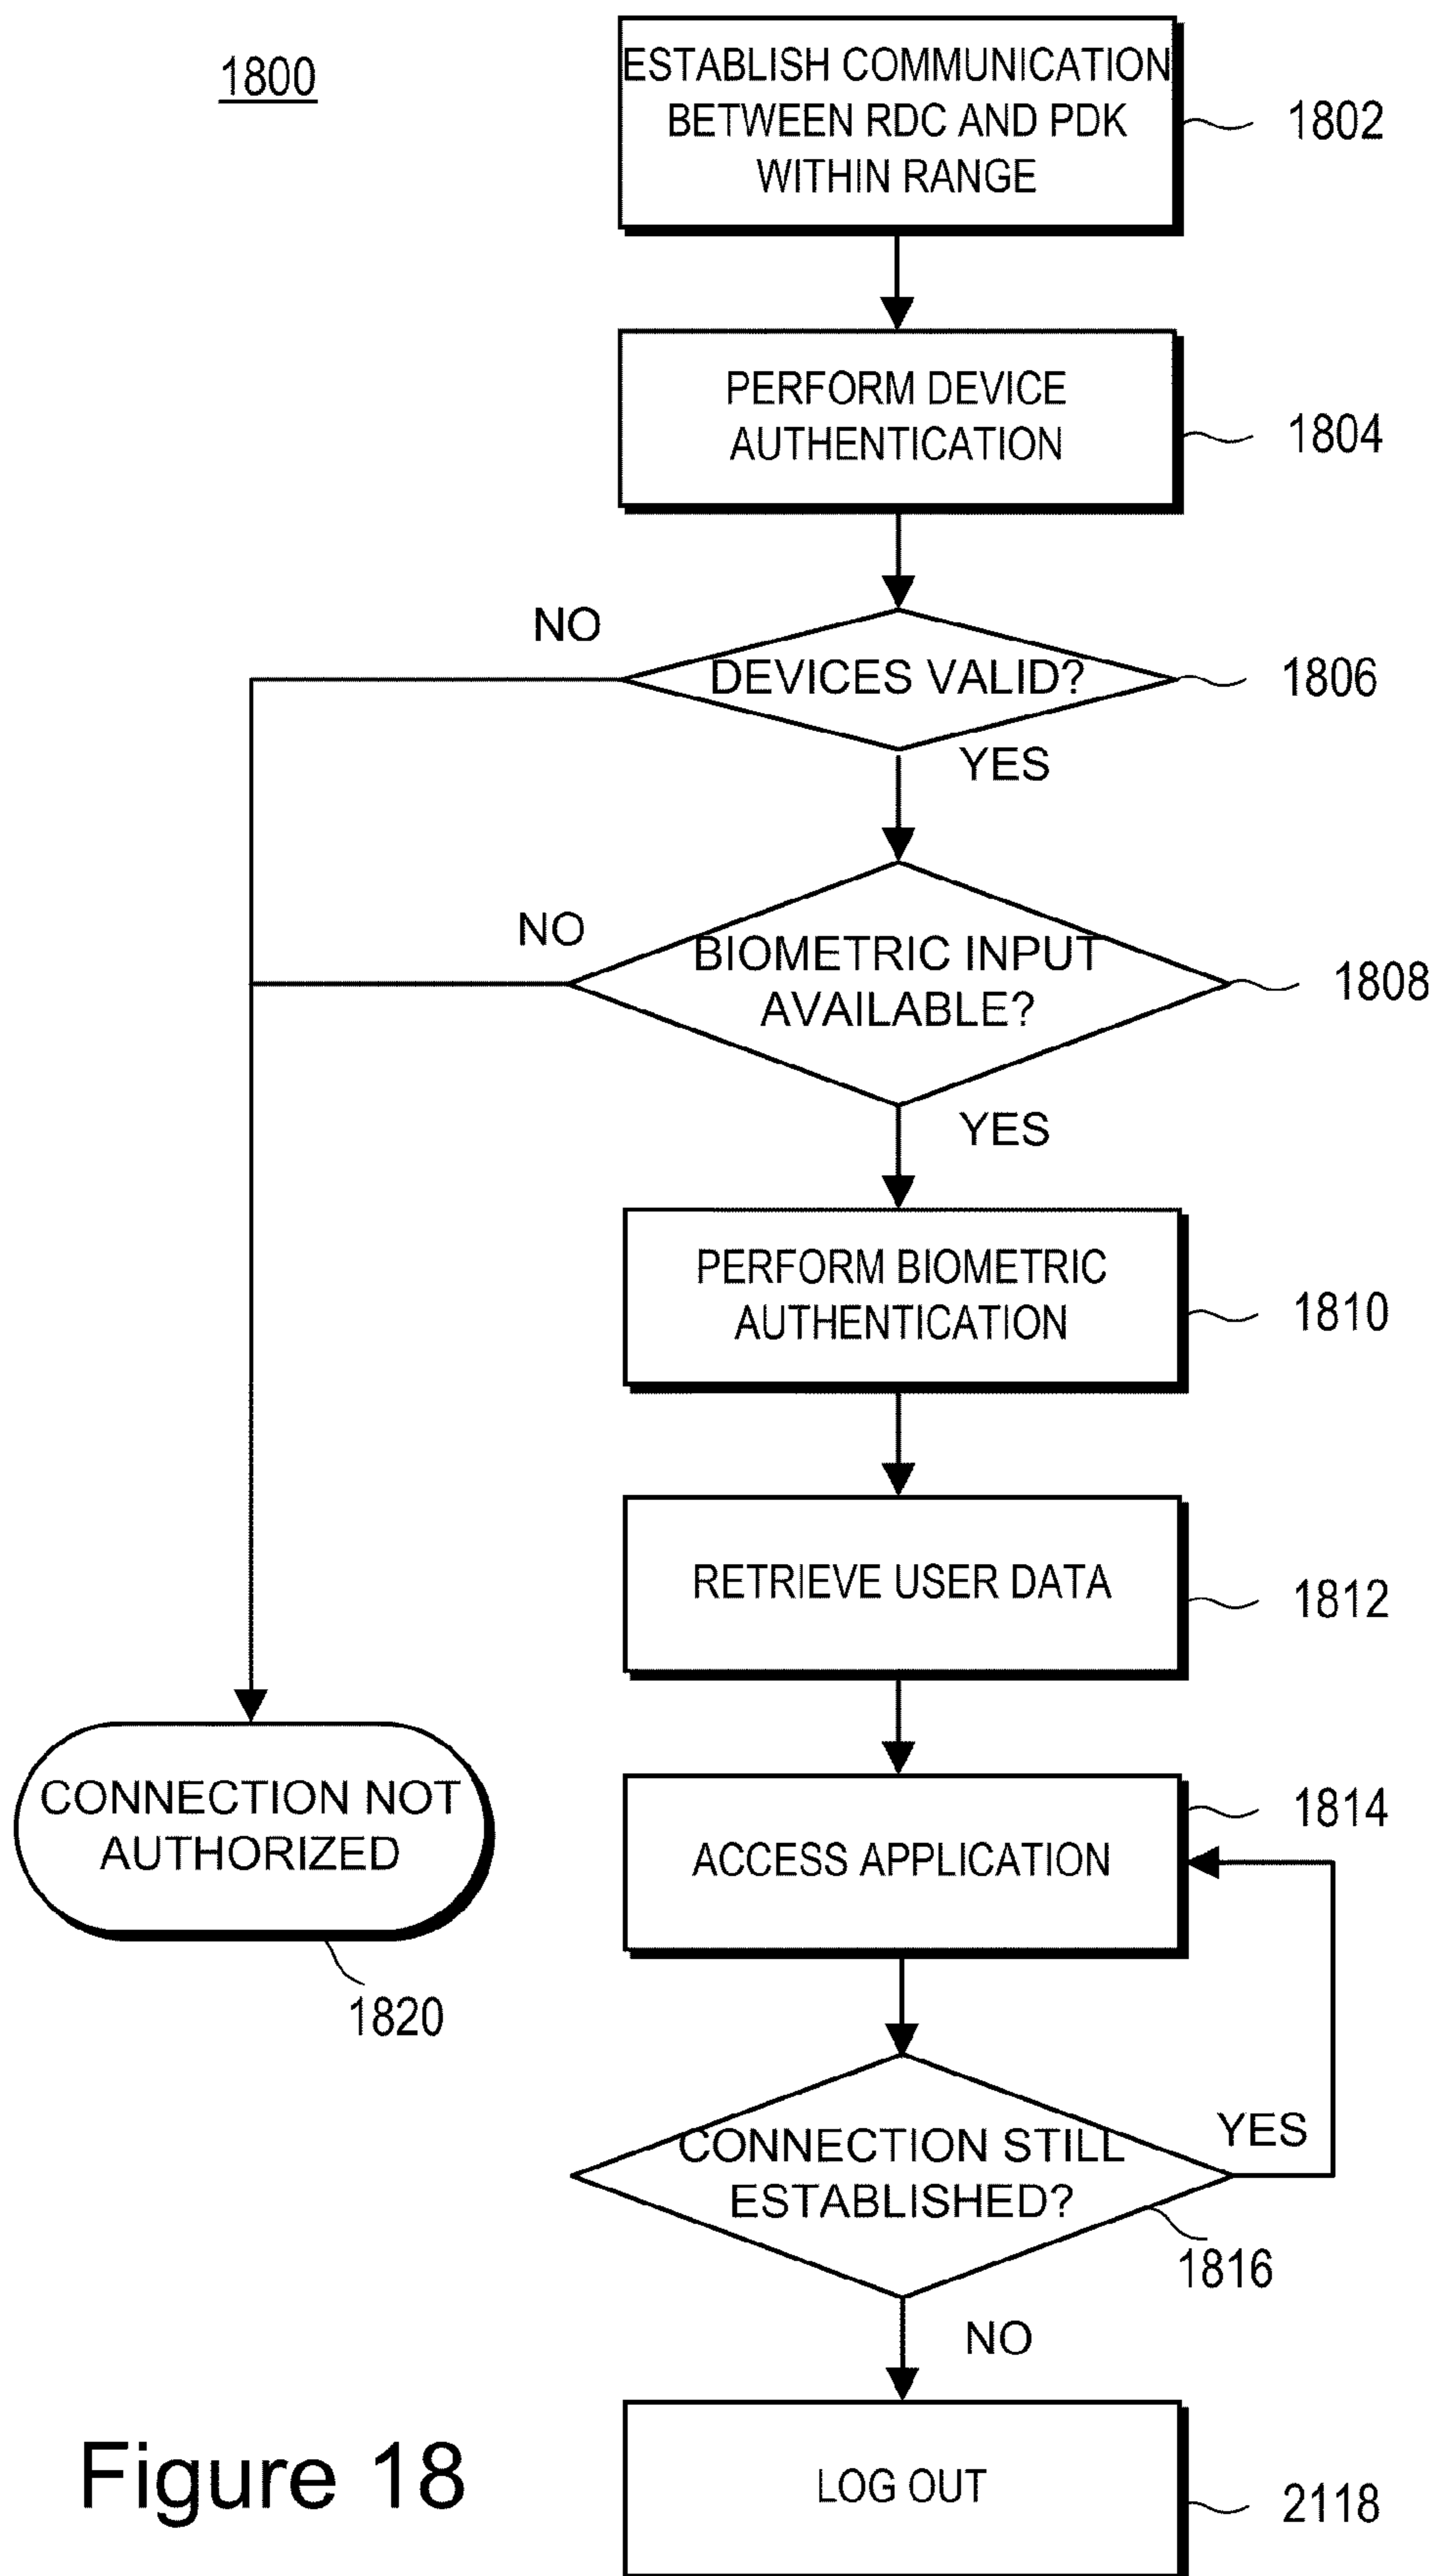 1800
ESTABLISH COMMUNICATION
BETWEEN RDC AND PDK
WITHIN RANGE
1802
PERFORM DEVICE
AUTHENTICATION
1804
NO
DEVICES VALID?
1806
YES
NO
BIOMETRIC INPUT
AVAILABLE?
1808
YES
PERFORM BIOMETRIC
AUTHENTICATION
1810
RETRIEVE USER DATA
1812
CONNECTION NOT
AUTHORIZED
1820
ACCESS APPLICATION
1814
CONNECTION STILL
ESTABLISHED?
YES
1816
NO
LOG OUT
2118
Figure 18